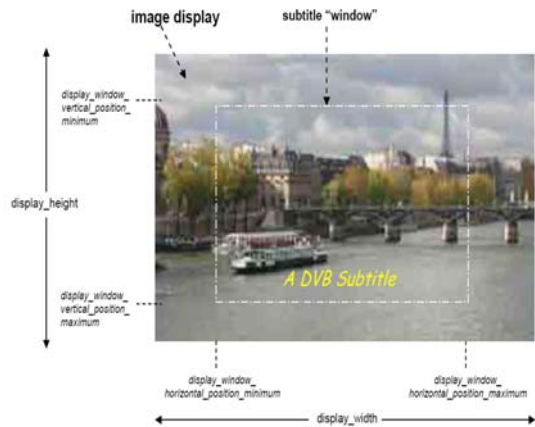 image display
subtitle “window”
display_window_
vertical_position_
minimum
display_height
A DVB Subtitle
display_window_
vertical_position_
maximum
display_window_
horizontal_position_minimum
display_window_
horizontal_position_maximum
display_width